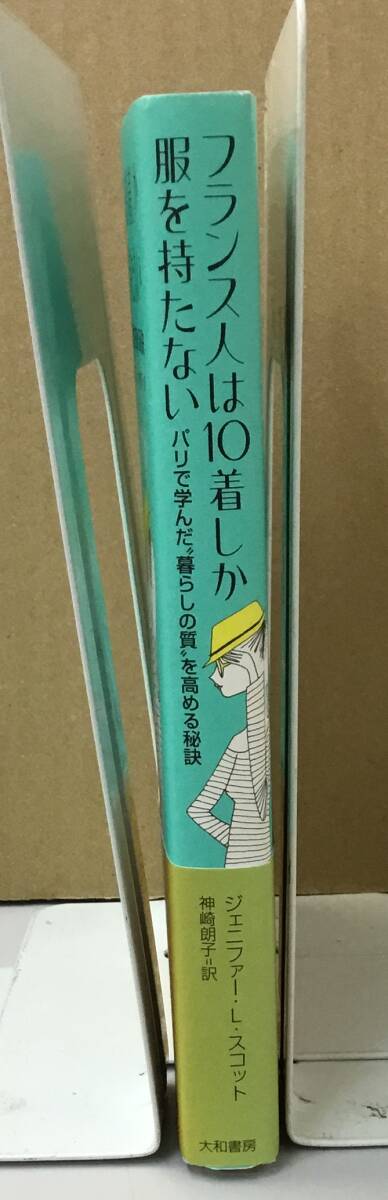 フランス人は10着しか
服を持たない
パリで学んだ〝暮らしの質〟を高める秘訣
ジェニファー・L・スコット
神崎朗子=訳
大和書房